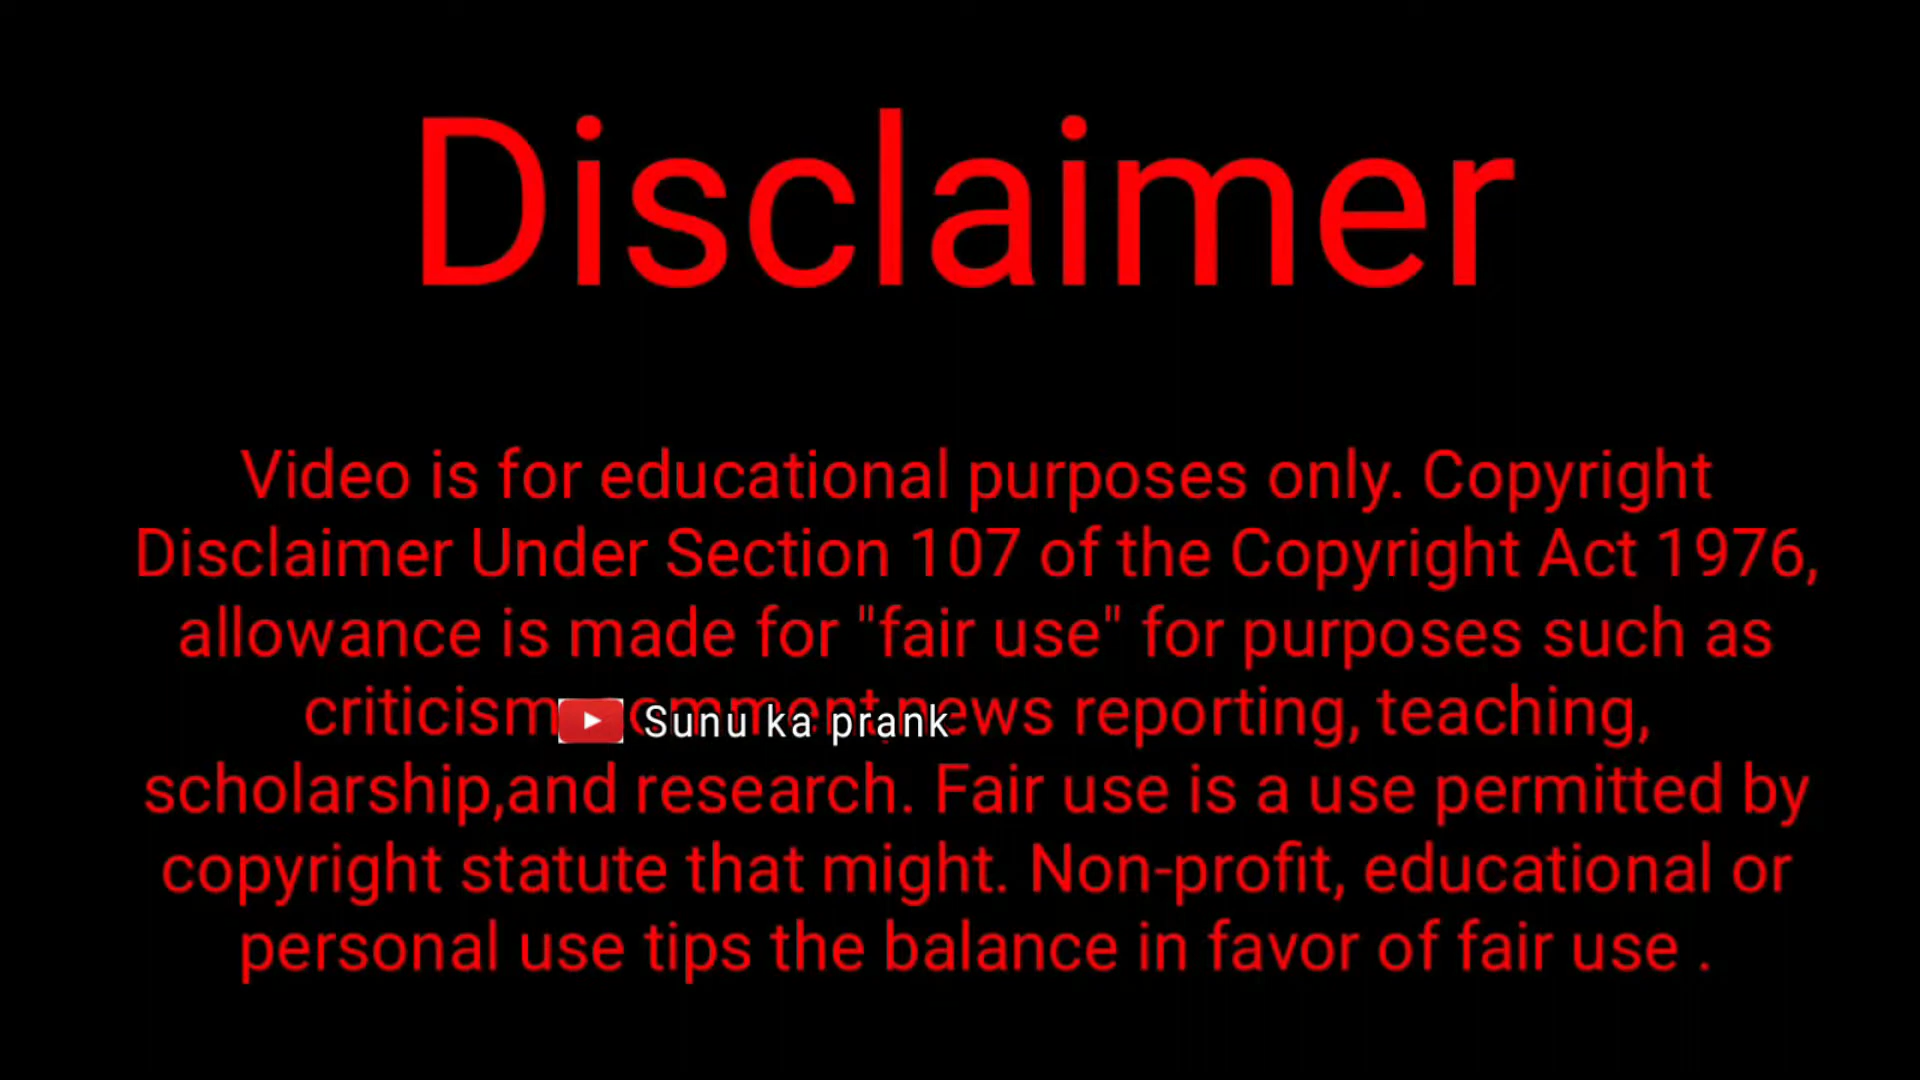 Disclaimer
Video is for educational purposes only. Copyright
Disclaimer Under Section 107 of the Copyright Act 1976,
allowance is made for "fair use" for purposes such as
criticism comment,news reporting, teaching,
Sunu ka prank
scholarship,and research. Fair use is a use permitted by
copyright statute that might. Non-profit, educational or
personal use tips the balance in favor of fair use .